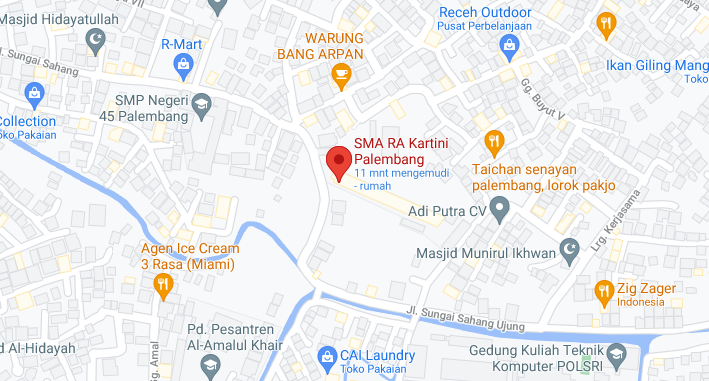 Masjid Hidayatullah
Receh Outdoor
Pusat Perbelanjaan
R-Mart
WARUNG
BANG ARPAN
Ikan Giling Mang
Toko
Jl. Sungai Sahang
Gg. Buyut V
SMP Negeri
45 Palembang
Collection
Toko Pakaian
SMA RA Kartini
Palembang
11 mnt mengemudi
- rumah
Taichan senayan
palembang, lorok pakjo
Adi Putra CV
Lrg. Kerjasama
Agen Ice Cream
3 Rasa (Miami)
Masjid Munirul Ikhwan
Zig Zager
Indonesia
Jl. Sungai Sahang Ujung
Pd. Pesantren
Al-Amalul Khair
d Al-Hidayah
Gg. Amal
CAI Laundry
Toko Pakaian
Gedung Kuliah Teknik
Komputer POLSRI